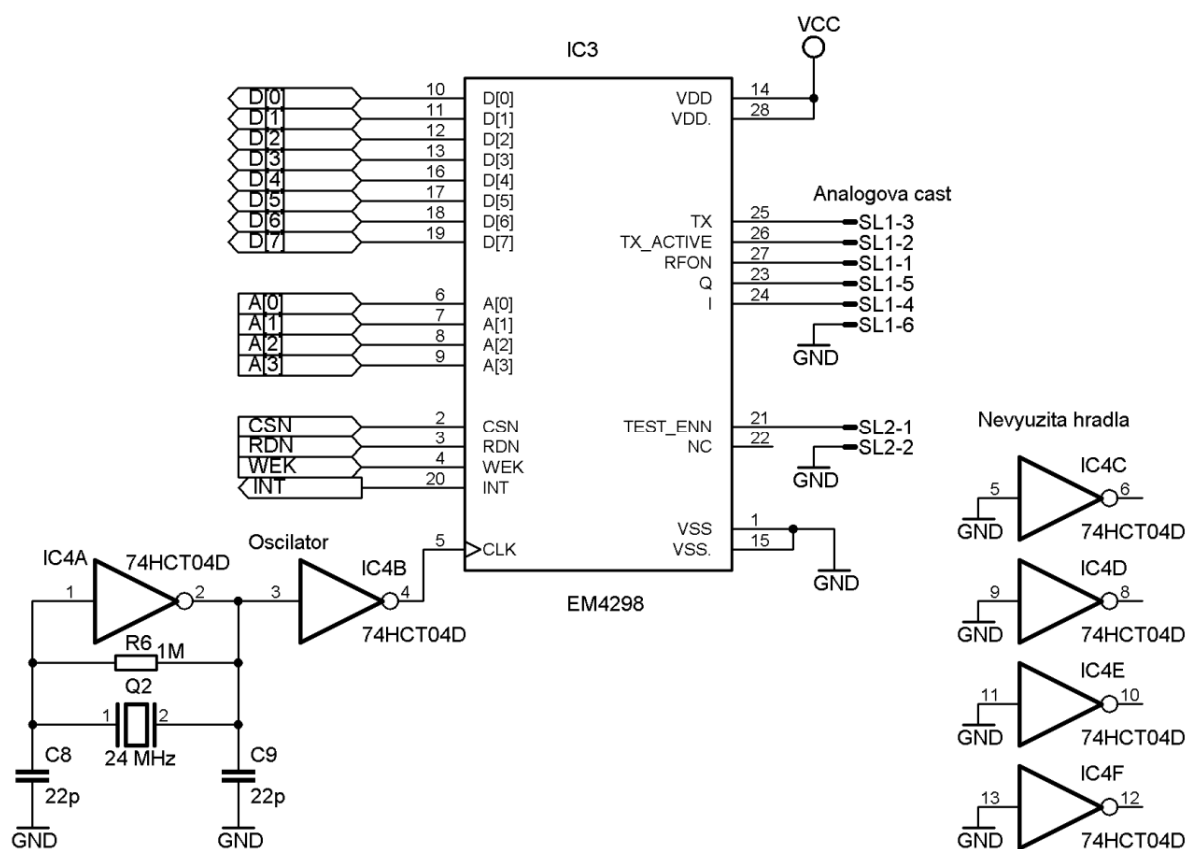 VCC
IC3
D[0] 10 D[0] VDD 14
D[1] 11 D[1] VDD. 28
D[2] 12 D[2]
D[3] 13 D[3]
D[4] 16 D[4]
D[5] 17 D[5]
D[6] 18 D[6]
D[7] 19 D[7]
Analogova cast
TX 25 SL1-3
TX_ACTIVE 26 SL1-2
RFON 27 SL1-1
Q 23 SL1-5
I 24 SL1-4
SL1-6
GND
A[0] 6 A[0]
A[1] 7 A[1]
A[2] 8 A[2]
A[3] 9 A[3]
CSN 2 CSN TEST_ENN 21 SL2-1
RDN 3 RDN NC 22 SL2-2
WEK 4 WEK GND
INT 20 INT
VSS 1
VSS. 15
GND
5 CLK
EM4298
Oscilator
IC4A 74HCT04D
1 2
3 IC4B 4
74HCT04D
R6 1M
Q2
1 2
24 MHz
C8 C9
22p 22p
GND GND
Nevyuzita hradla
IC4C
5 6
GND 74HCT04D
IC4D
9 8
GND 74HCT04D
IC4E
11 10
GND 74HCT04D
IC4F
13 12
GND 74HCT04D